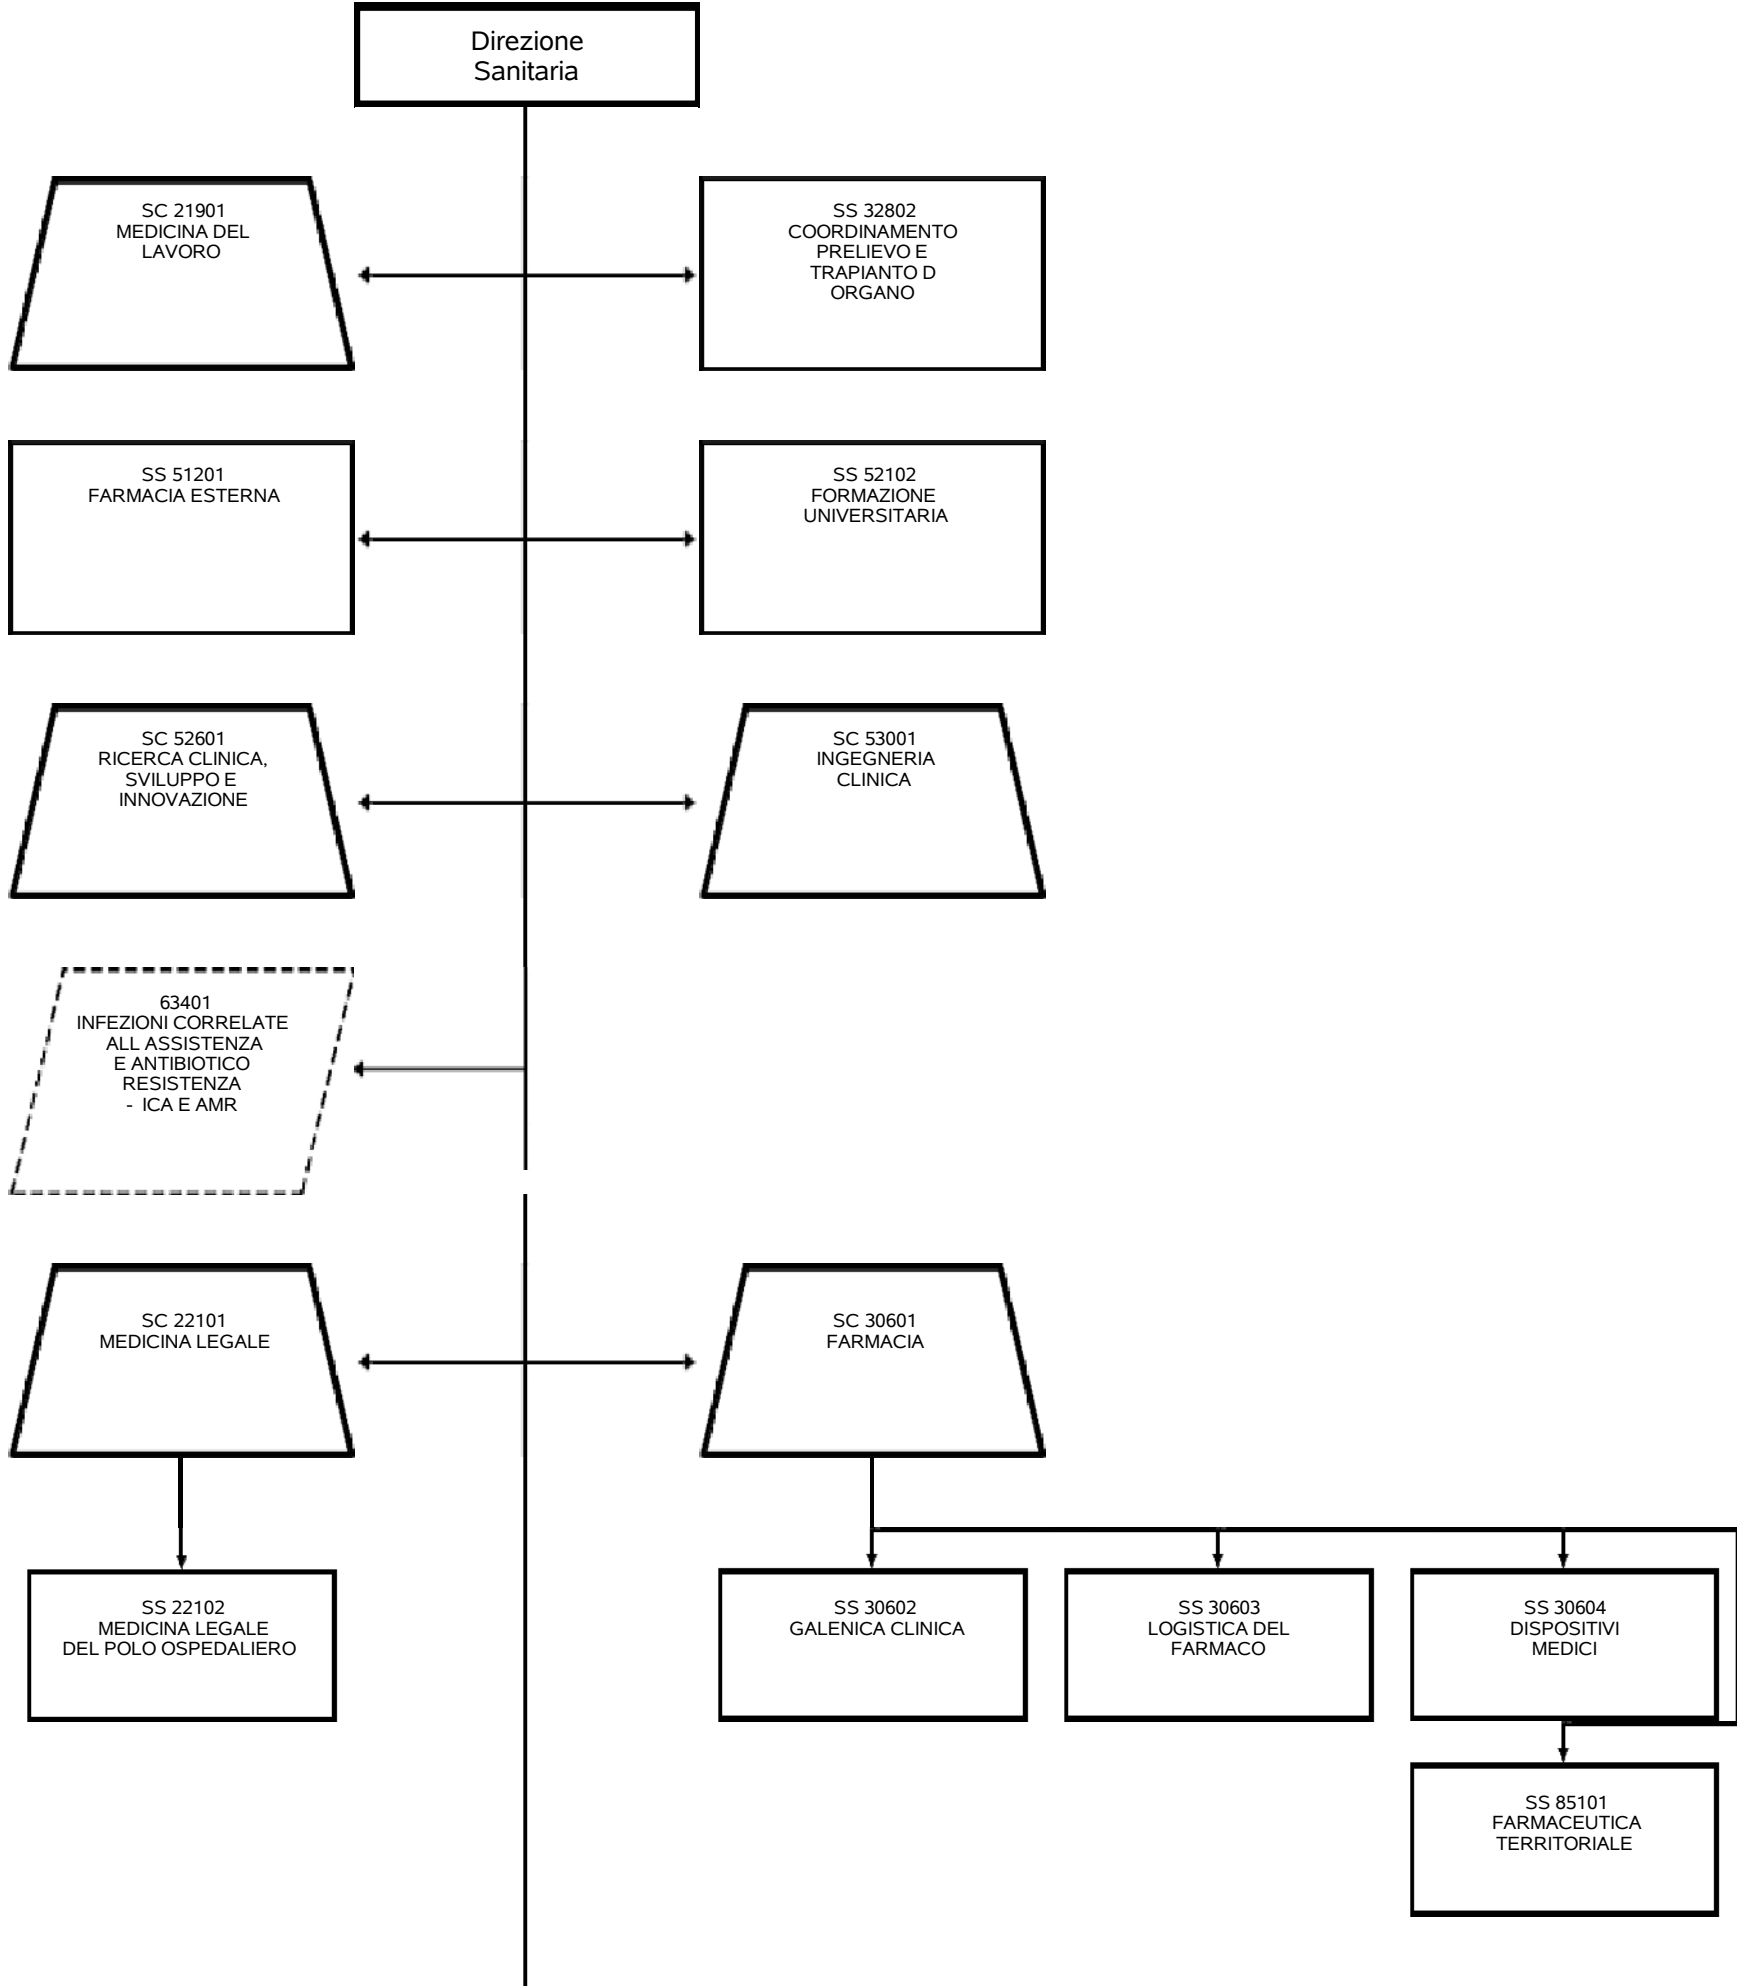 Direzione
Sanitaria
SC 21901
MEDICINA DEL
LAVORO
SS 32802
COORDINAMENTO
PRELIEVO E
TRAPIANTO D
ORGANO
SS 51201
FARMACIA ESTERNA
SS 52102
FORMAZIONE
UNIVERSITARIA
SC 52601
RICERCA CLINICA,
SVILUPPO E
INNOVAZIONE
SC 53001
INGEGNERIA
CLINICA
63401
INFEZIONI CORRELATE
ALL ASSISTENZA
E ANTIBIOTICO
RESISTENZA
- ICA E AMR
SC 22101
MEDICINA LEGALE
SC 30601
FARMACIA
SS 22102
MEDICINA LEGALE
DEL POLO OSPEDALIERO
SS 30602
GALENICA CLINICA
SS 30603
LOGISTICA DEL
FARMACO
SS 30604
DISPOSITIVI
MEDICI
SS 85101
FARMACEUTICA
TERRITORIALE